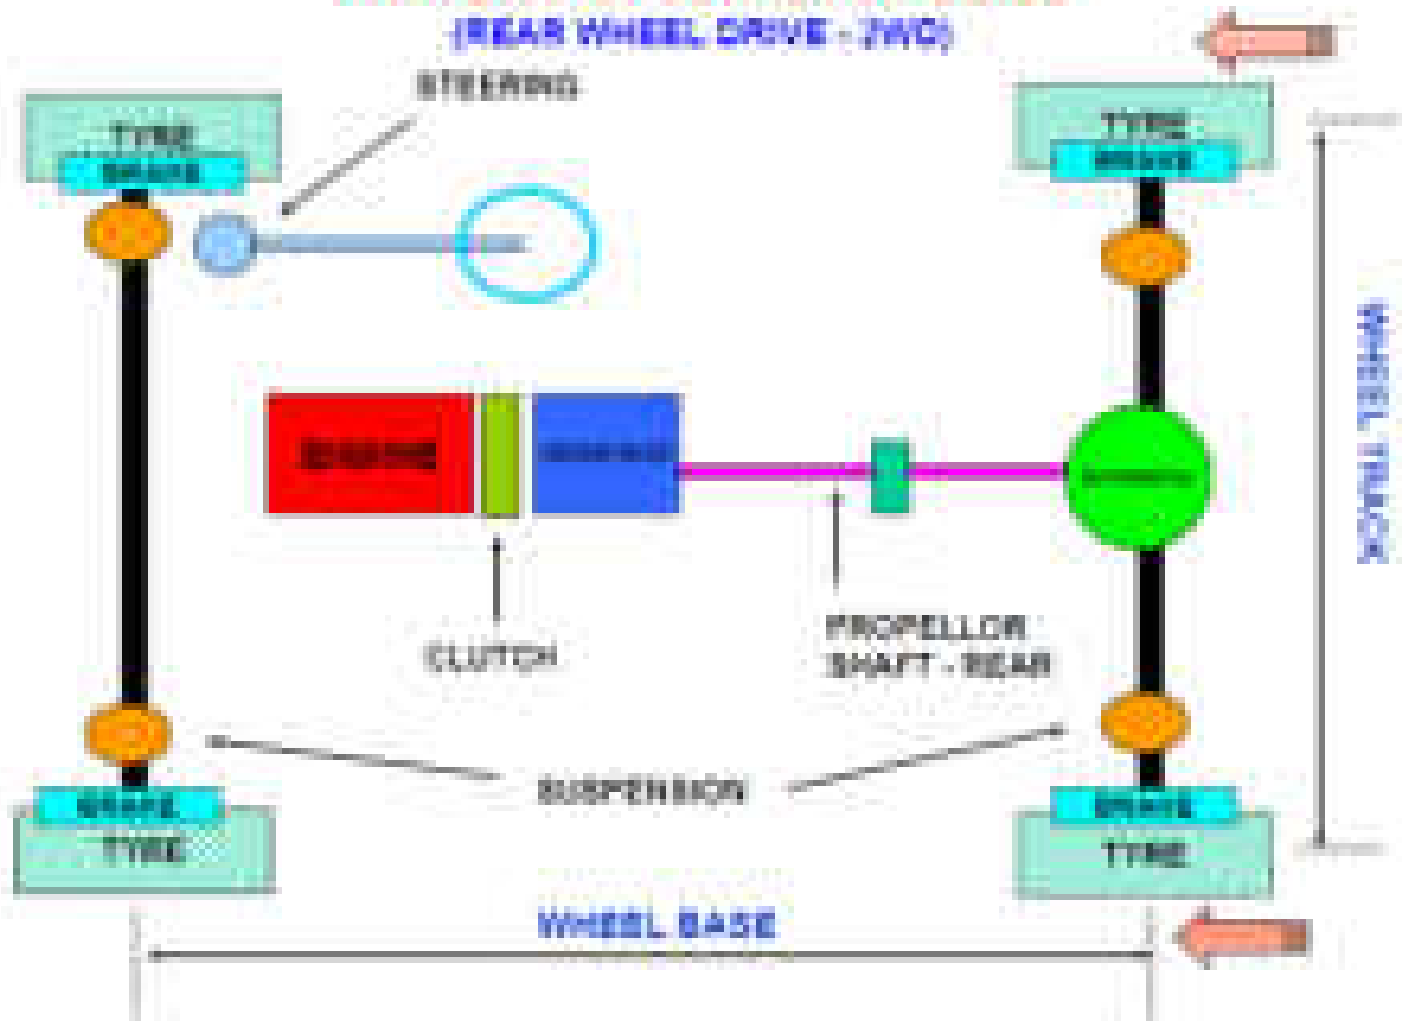 (REAR WHEEL DRIVE - 2WD)
STEERING
TYRE
BRAKE
TYRE
BRAKE
ENGINE
WHEEL TRACK
CLUTCH
PROPELLOR
SHAFT - REAR
SUSPENSION
BRAKE
TYRE
BRAKE
TYRE
WHEEL BASE